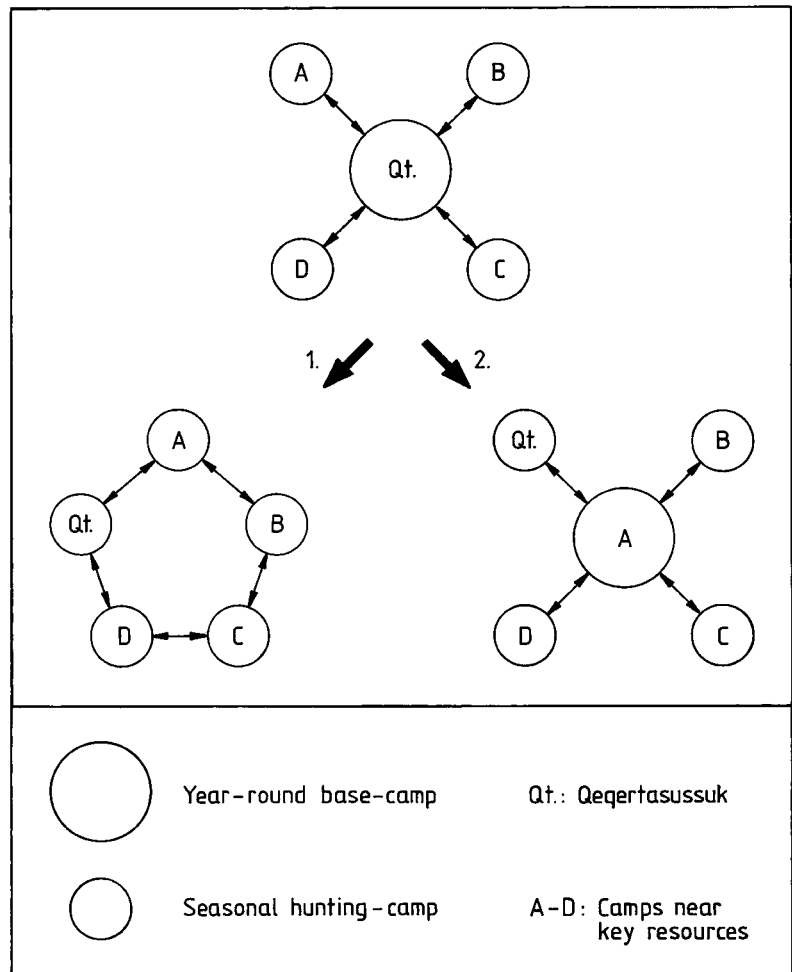 A
B
Qt.
D
C
1.
2.
A
Qt.
B
D
C
Qt.
B
A
D
C
Year-round base-camp
Qt.: Qeqertasussuk
Seasonal hunting-camp
A-D: Camps near
key resources